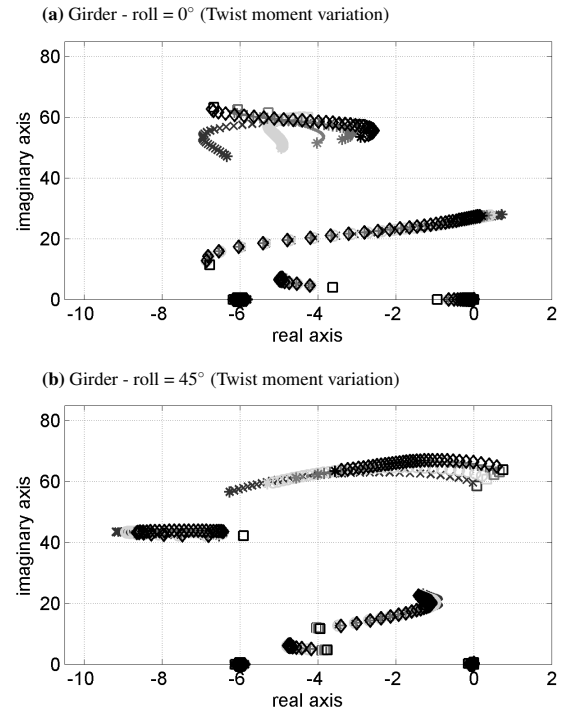 (a) Girder - roll = 0° (Twist moment variation)
80
60
40
20
0
imaginary axis
-10 -8 -6 -4 -2 0 2
real axis
(b) Girder - roll = 45° (Twist moment variation)
80
60
40
20
0
imaginary axis
-10 -8 -6 -4 -2 0 2
real axis